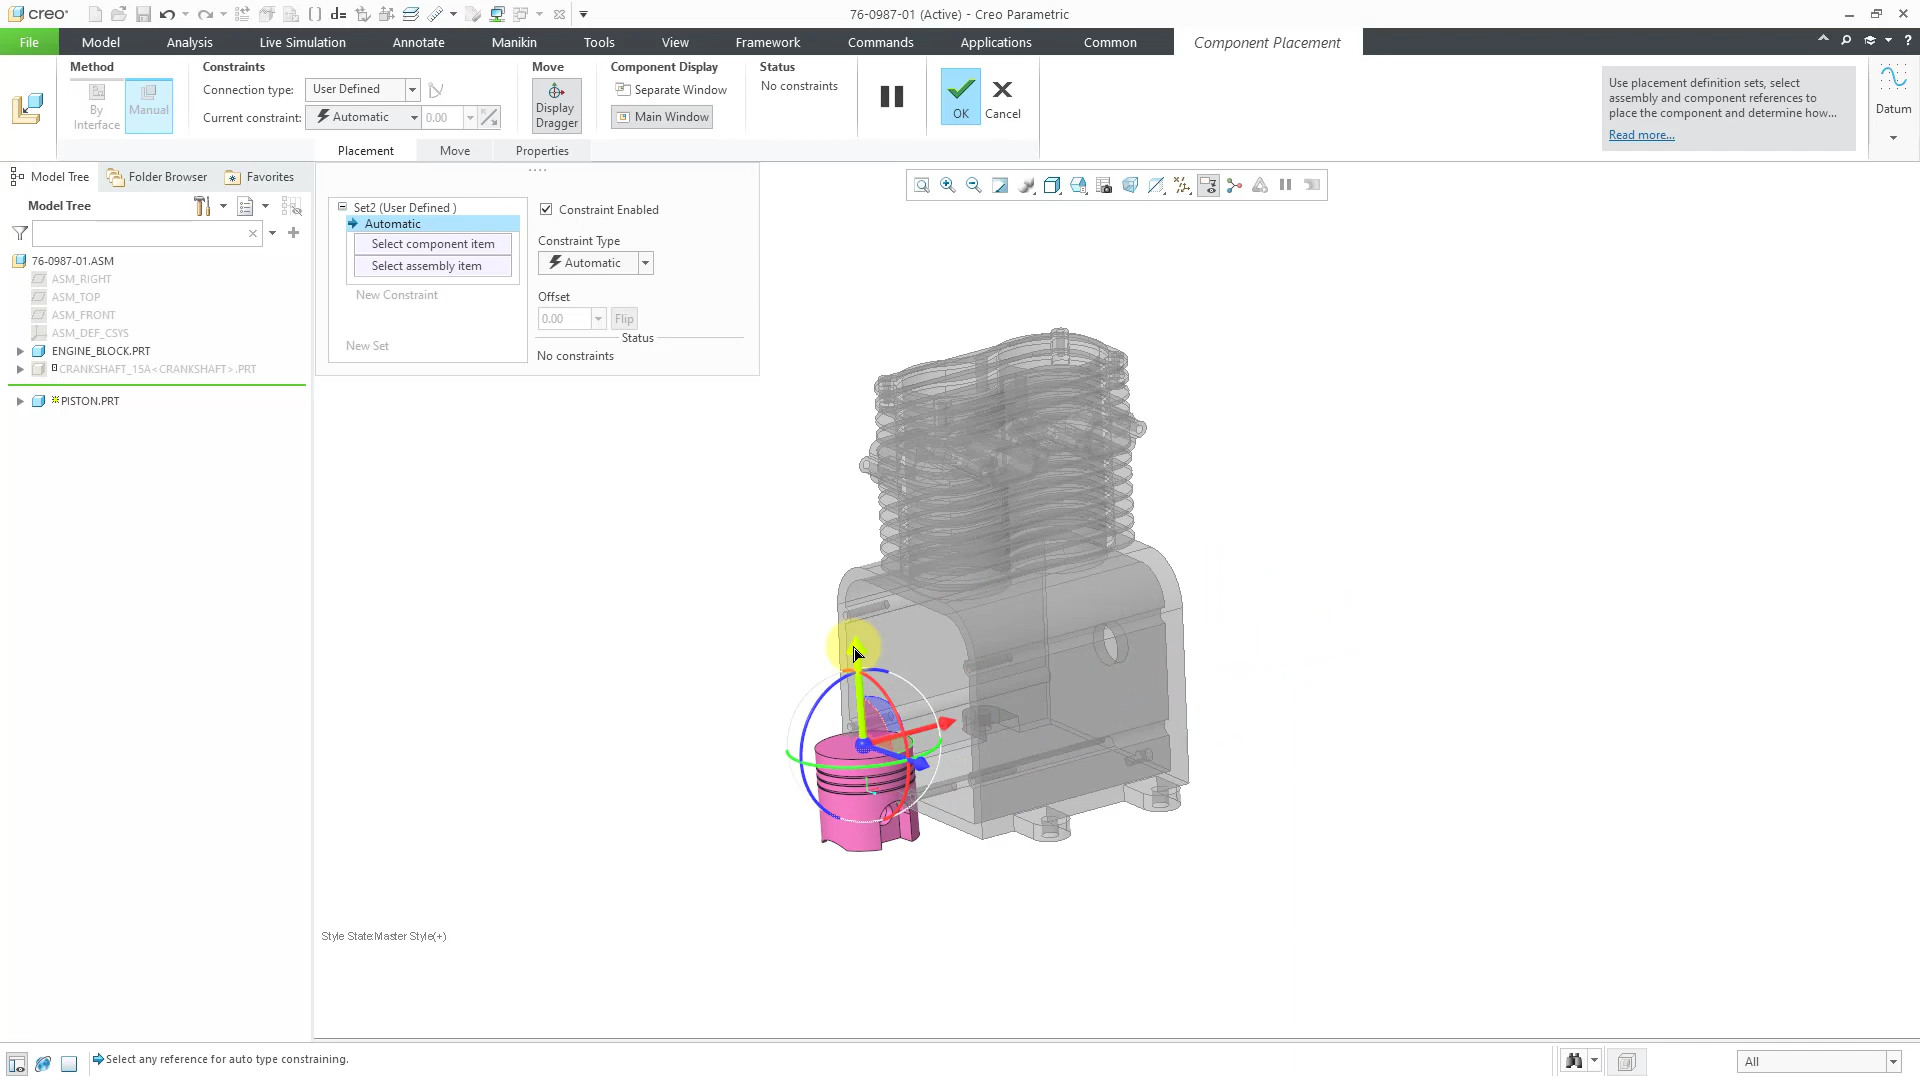 creo
d=
76-0987-01 (Active) - Creo Parametric
File
Model
Analysis
Live Simulation
Annotate
Manikin
Tools
View
Framework
Commands
Applications
Common
Component Placement
?
Method
By Interface
Manual
Constraints
Connection type:
User Defined
Current constraint:
Automatic
0.00
Move
Display Dragger
Component Display
Separate Window
Main Window
Status
No constraints
OK
Cancel
Use placement definition sets, select
assembly and component references to
place the component and determine how...
Read more...
Datum
Placement
Move
Properties
Model Tree
Folder Browser
Favorites
Model Tree
76-0987-01.ASM
ASM_RIGHT
ASM_TOP
ASM_FRONT
ASM_DEF_CSYS
ENGINE_BLOCK.PRT
CRANKSHAFT_15A<CRANKSHAFT>.PRT
PISTON.PRT
Set2 (User Defined )
Automatic
Select component item
Select assembly item
New Constraint
New Set
Constraint Enabled
Constraint Type
Automatic
Offset
0.00
Flip
Status
No constraints
Style State:Master Style(+)
Select any reference for auto type constraining.
All